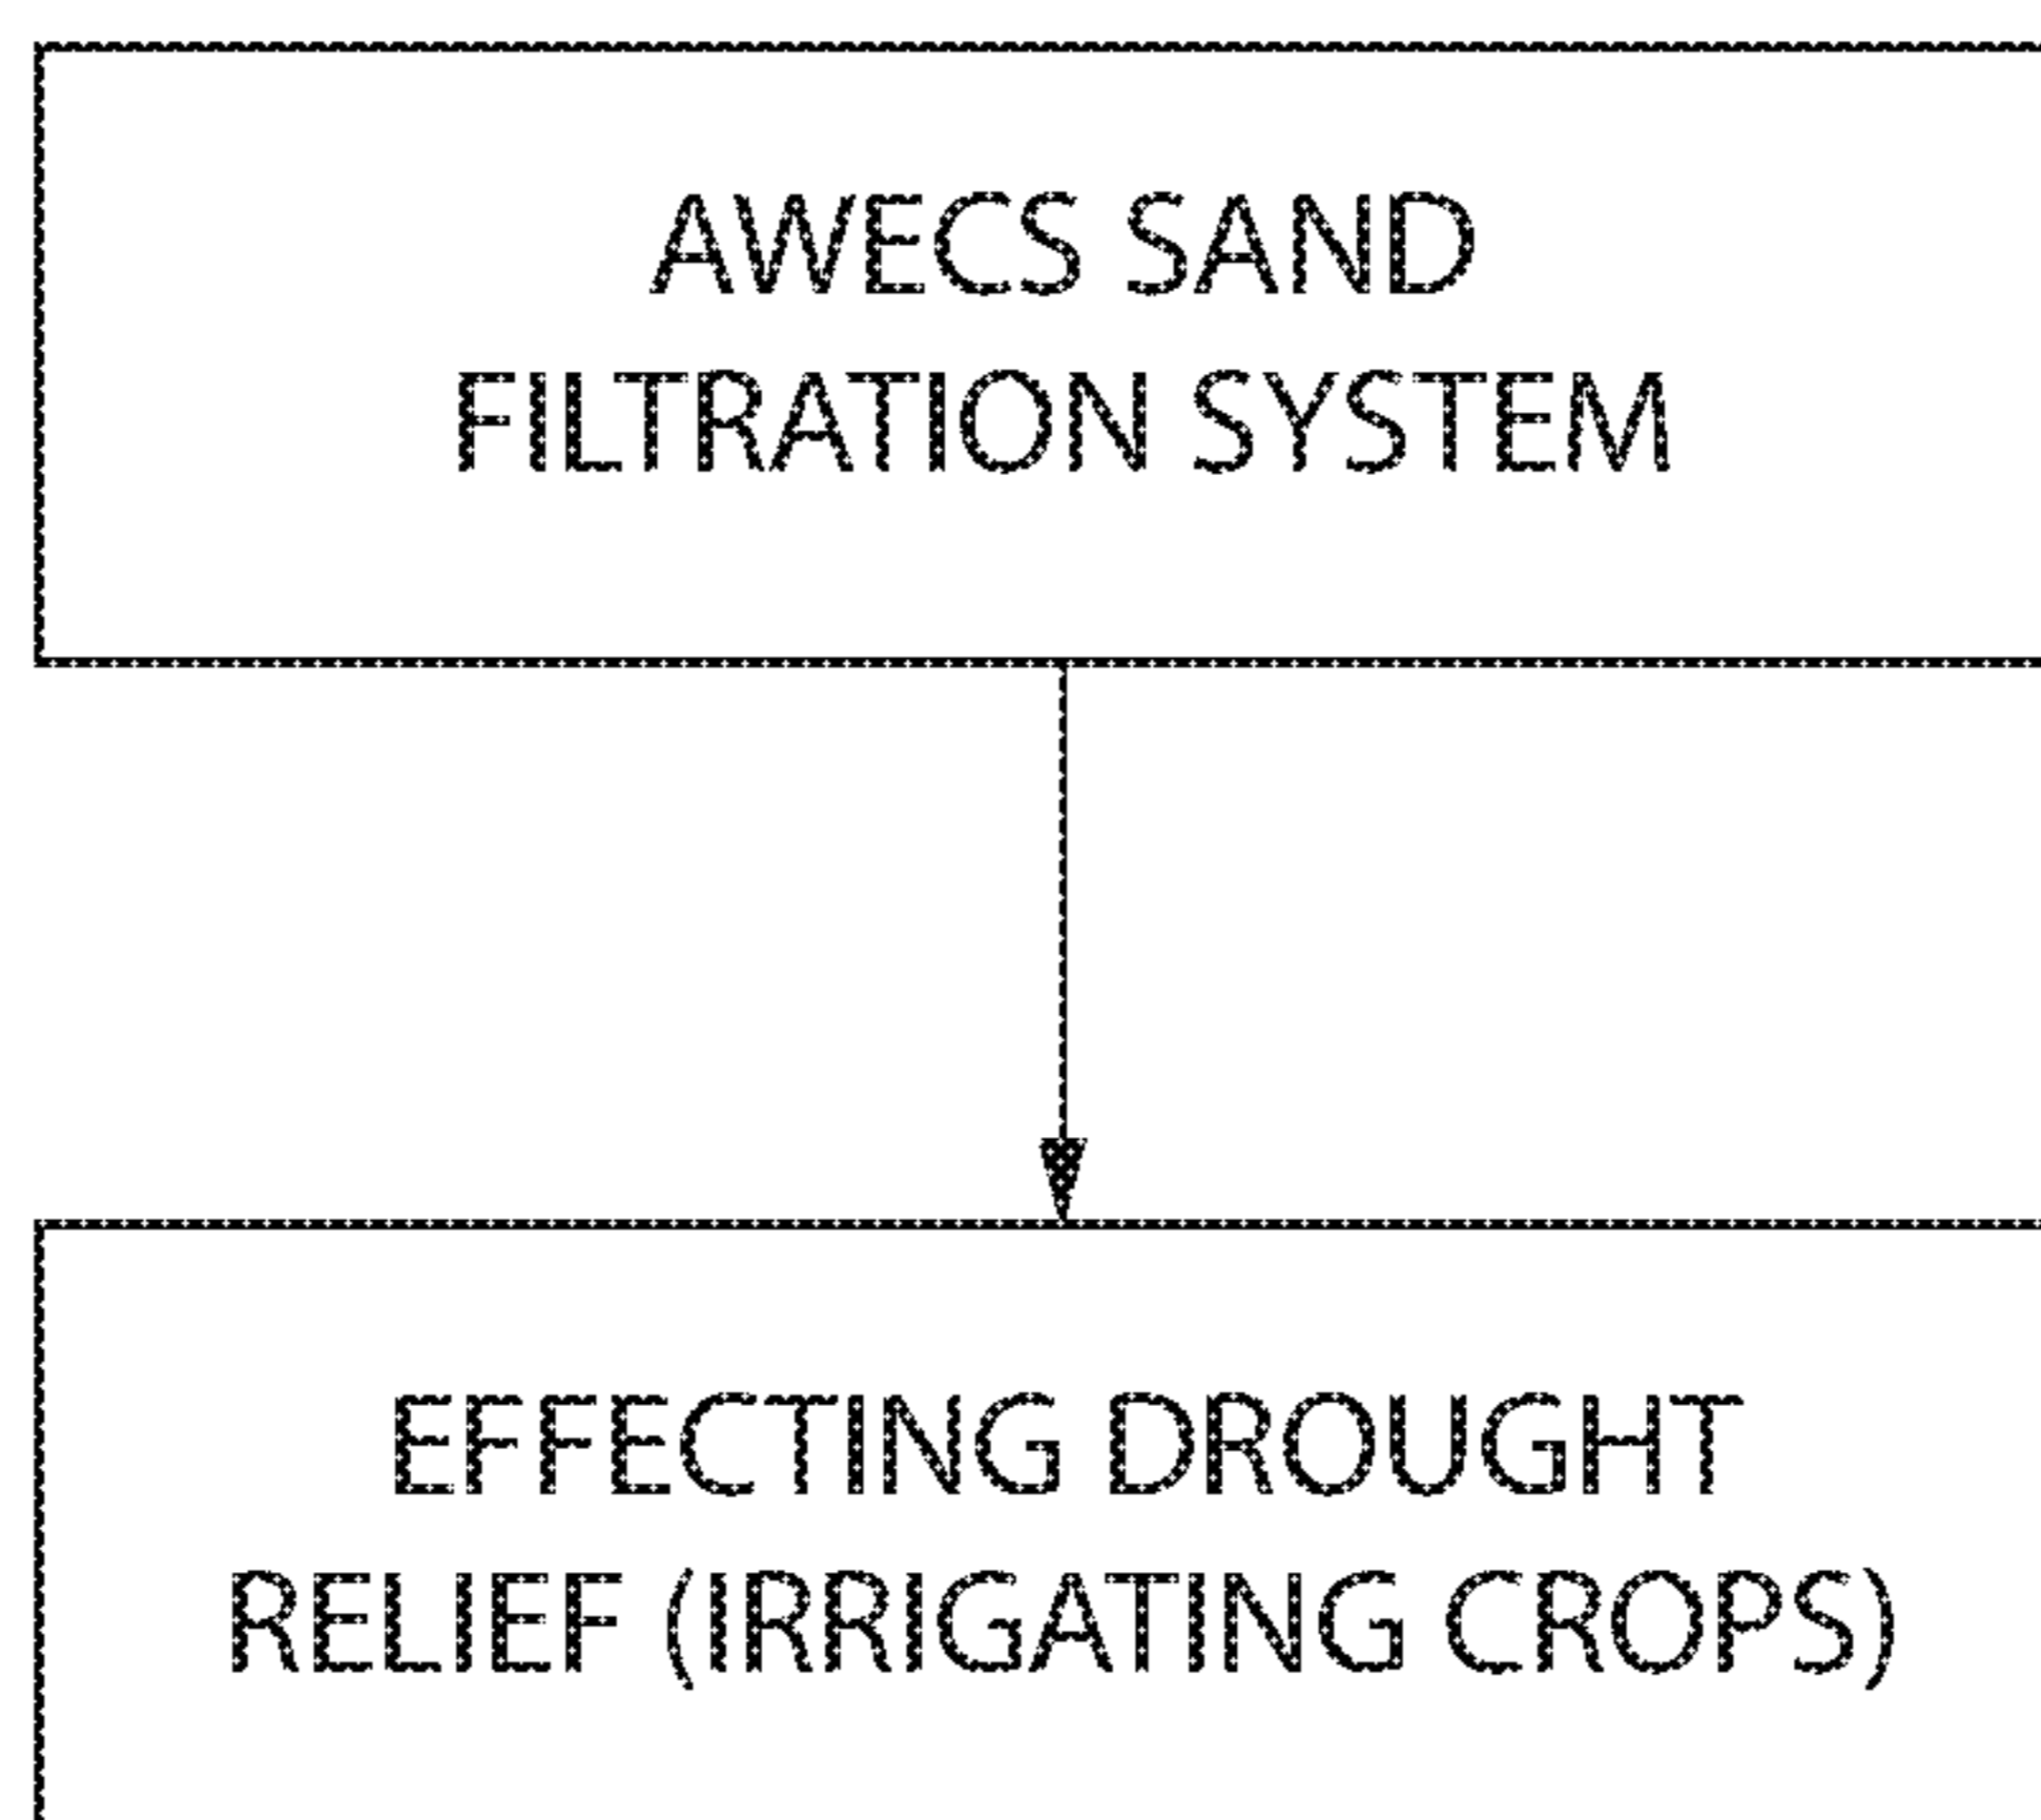 AWECS SAND
FILTRATION SYSTEM
EFFECTING DROUGHT
RELIEF (IRRIGATING CROPS)